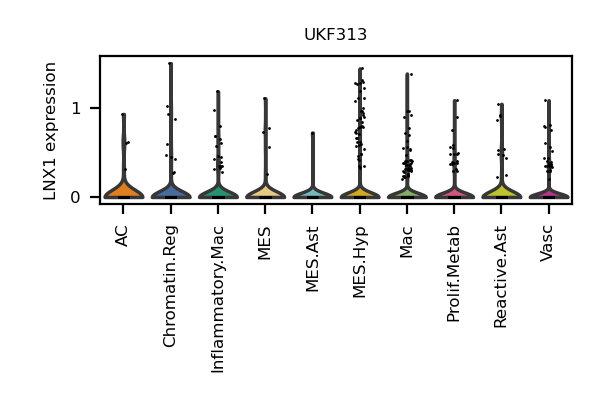 UKF313
LNX1 expression
1
0
AC
Chromatin.Reg
Inflammatory.Mac
MES
MES.Ast
MES.Hyp
Mac
Prolif.Metab
Reactive.Ast
Vasc